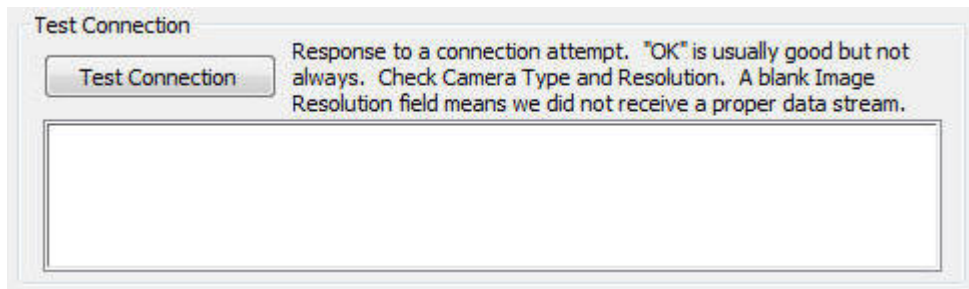 Test Connection
Test Connection
Response to a connection attempt.  "OK" is usually good but not
always.  Check Camera Type and Resolution.  A blank Image
Resolution field means we did not receive a proper data stream.